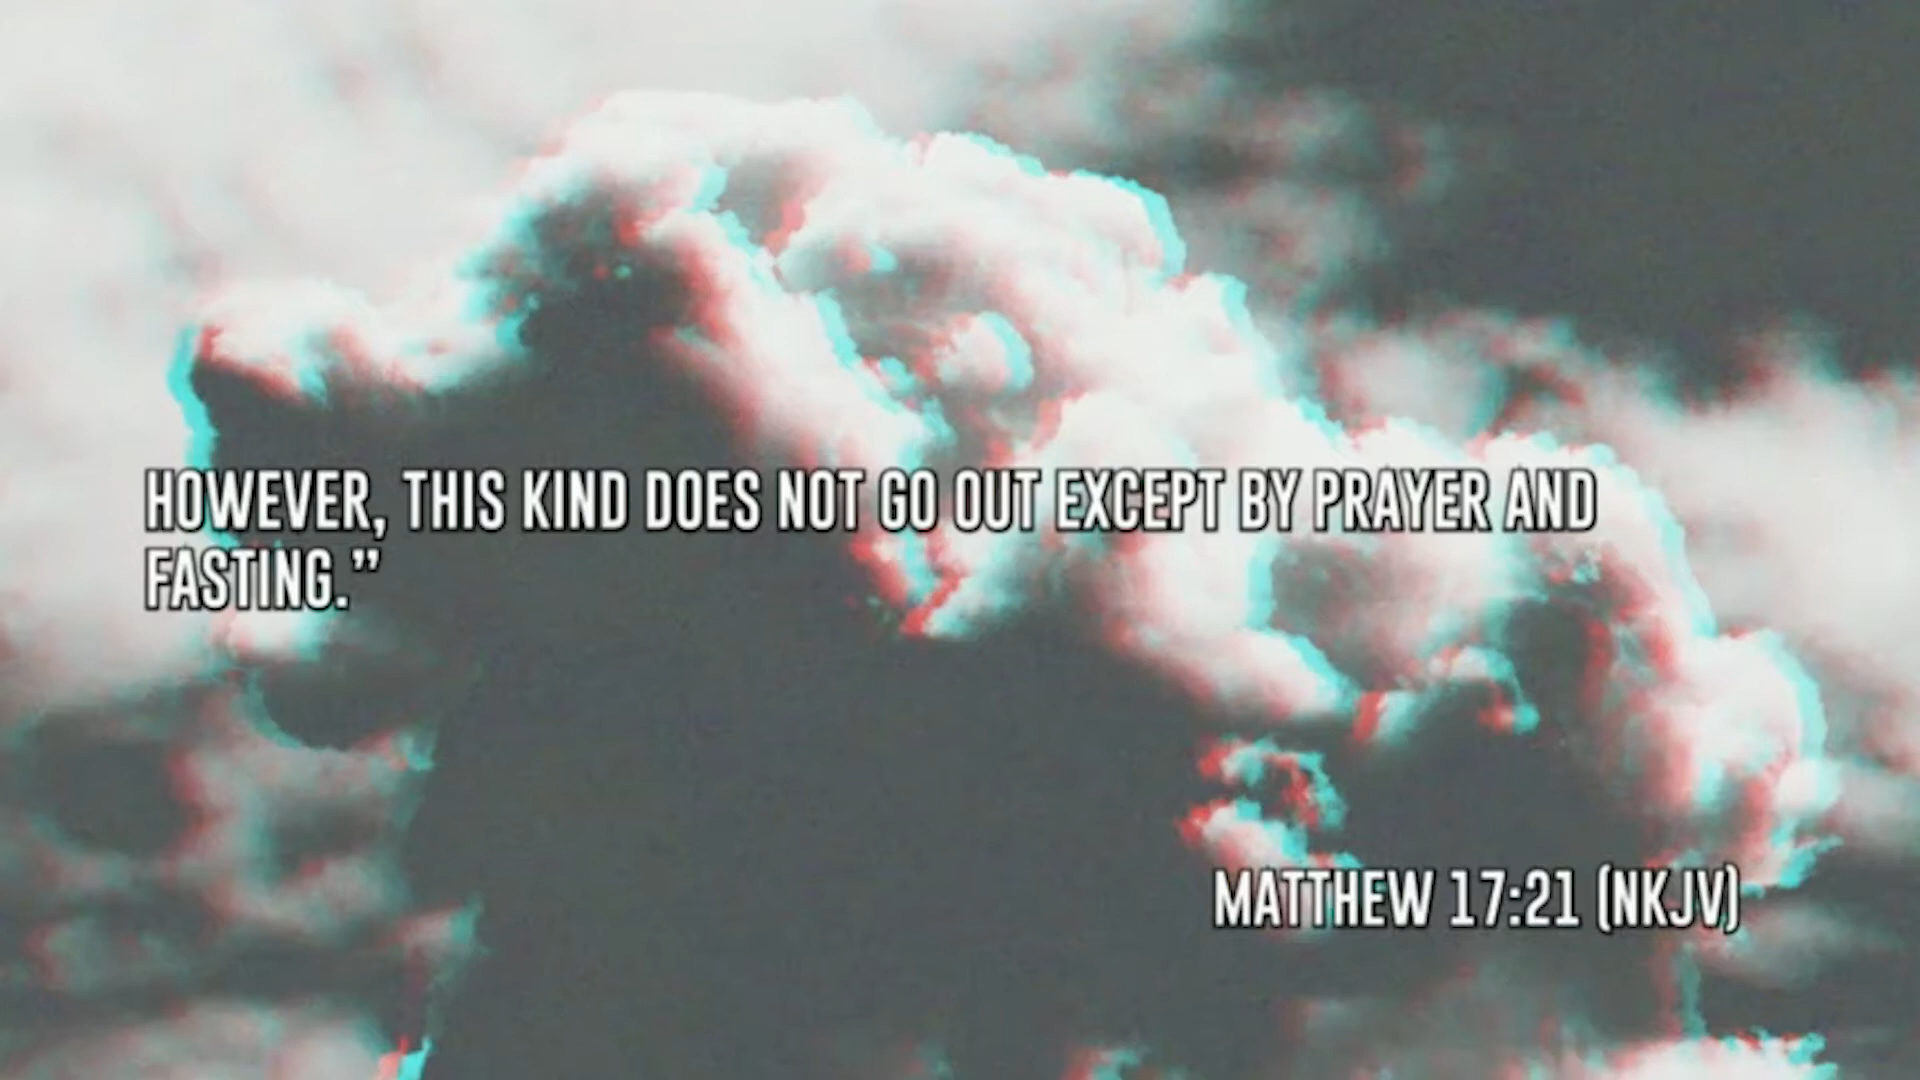 HOWEVER, THIS KIND DOES NOT GO OUT EXCEPT BY PRAYER AND
FASTING.”
MATTHEW 17:21 (NKJV)